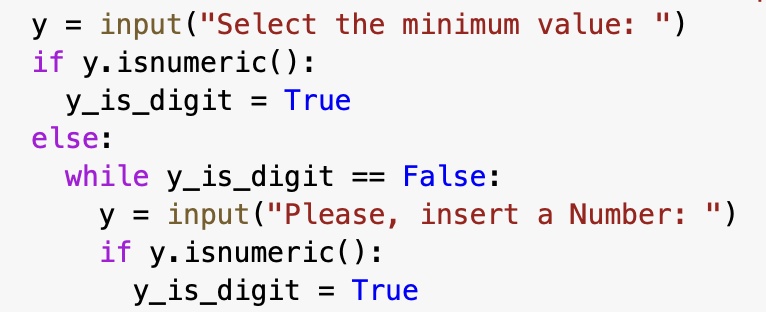 y = input("Select the minimum value: ")
if y.isnumeric():
  y_is_digit = True
else:
  while y_is_digit == False:
    y = input("Please, insert a Number: ")
    if y.isnumeric():
      y_is_digit = True